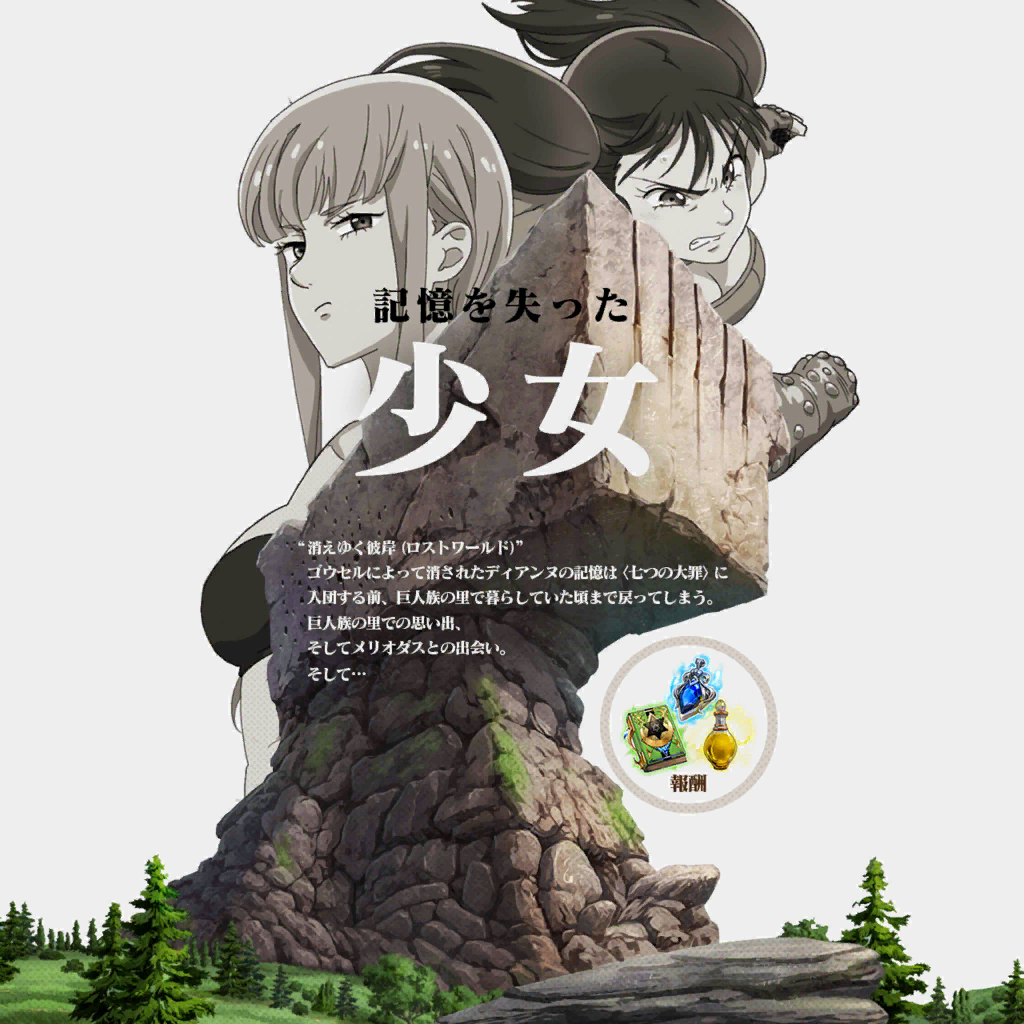 記憶を失った
少女
“消えゆく彼岸 (ロストワールド)”
ゴウセルによって消されたディアンヌの記憶は〈七つの大罪〉に
入団する前、巨人族の里で暮らしていた頃まで戻ってしまう。
巨人族の里での思い出、
そしてメリオダスとの出会い。
そして…
報酬